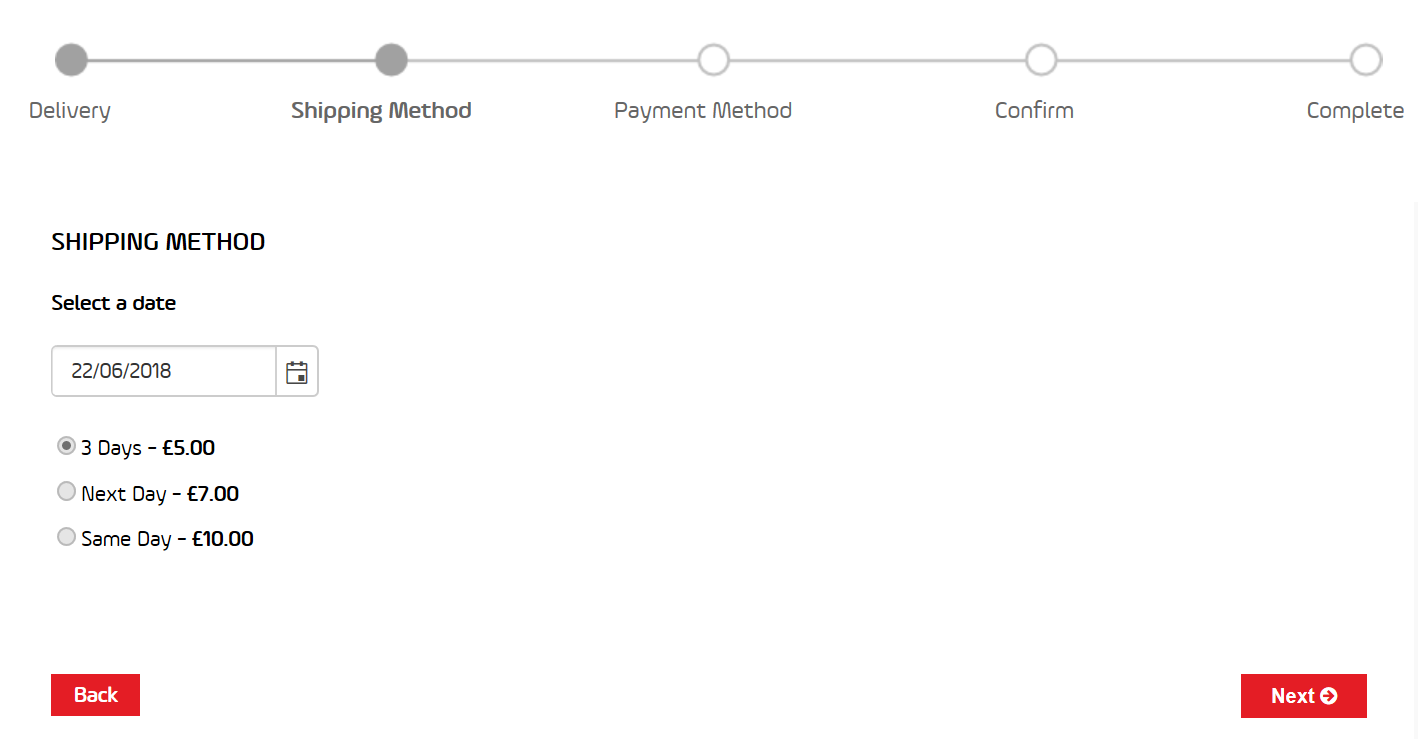 Delivery Shipping Method Payment Method Confirm Complete
SHIPPING METHOD
Select a date
22/06/2018
3 Days - £5.00
Next Day - £7.00
Same Day - £10.00
Back Next